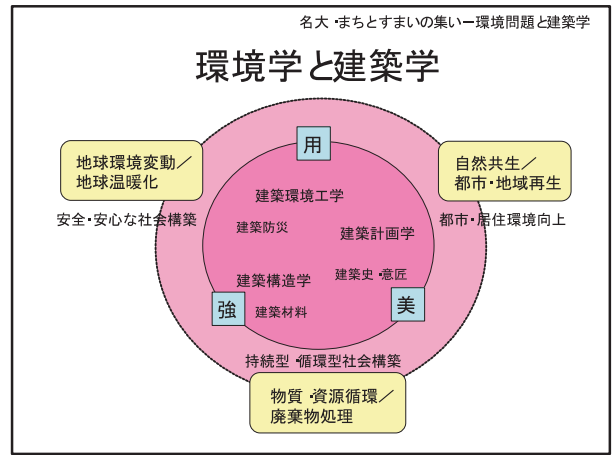 名大・まちとすまいの集いー環境問題と建築学
環境学と建築学
用
地球環境変動/
地球温暖化
自然共生/
都市・地域再生
安全・安心な社会構築
都市・居住環境向上
建築環境工学
建築防災
建築計画学
建築構造学
建築史・意匠
強
美
建築材料
持続型・循環型社会構築
物質・資源循環/
廃棄物処理